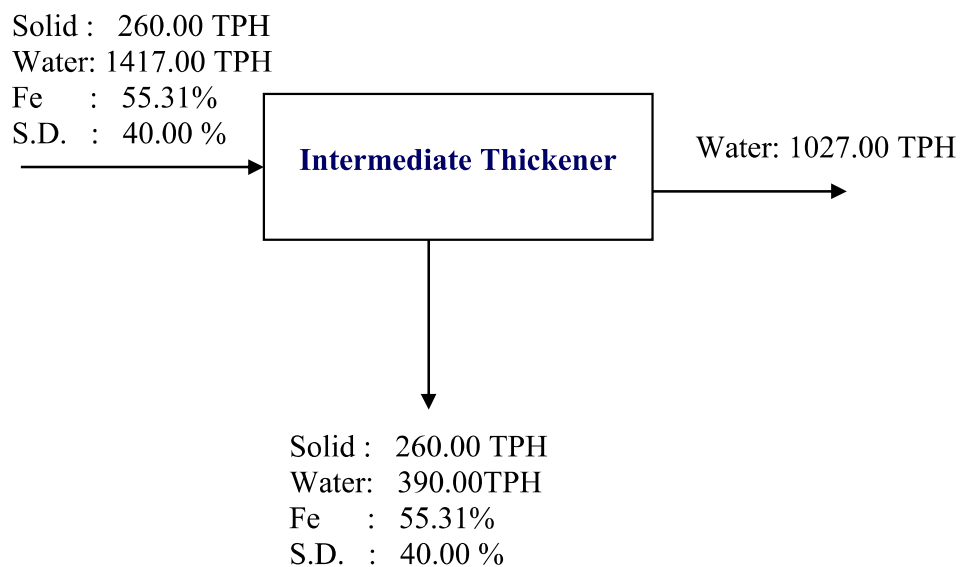 Solid : 260.00 TPH
Water: 1417.00 TPH
Fe : 55.31%
S.D. : 40.00 %
Intermediate Thickener
Water: 1027.00 TPH
Solid : 260.00 TPH
Water: 390.00TPH
Fe : 55.31%
S.D. : 40.00 %